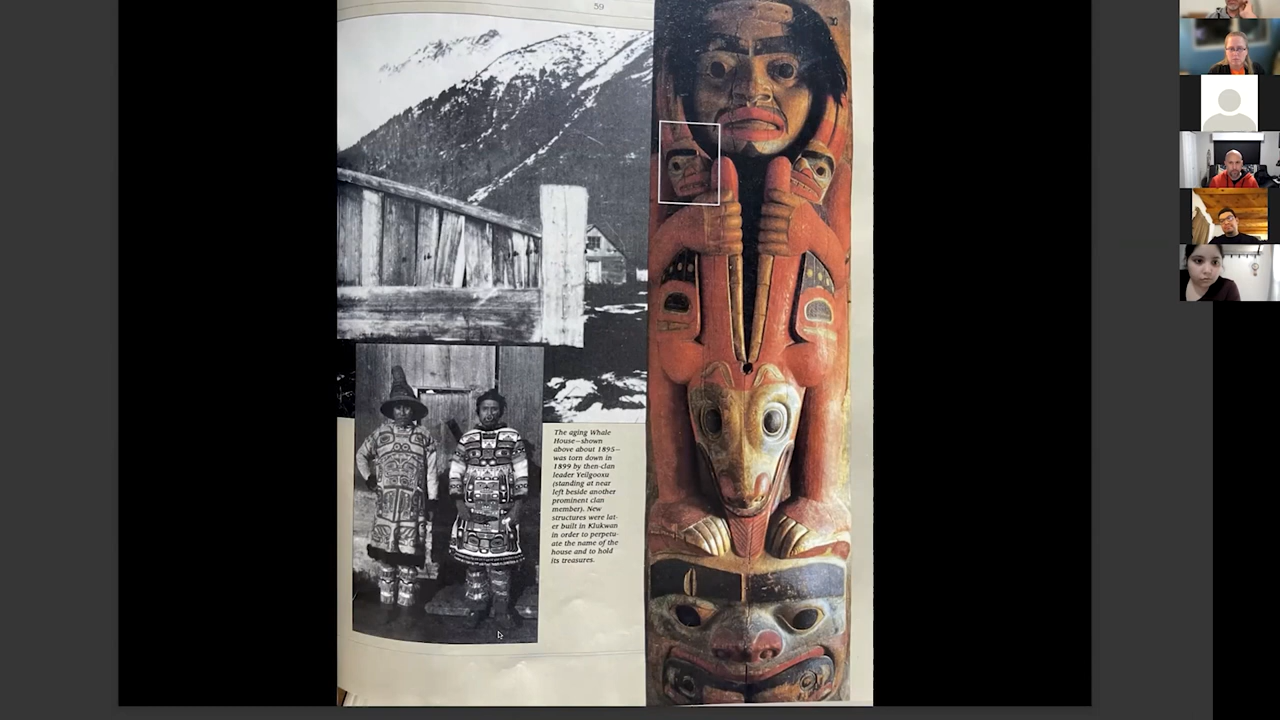 59
The aging Whale
House—shown
above about 1895—
was torn down in
1899 by then-clan
leader Yeilgooxu
(standing at near
left beside another
prominent clan
member). New
structures were lat-
er built in Klukwan
in order to perpetu-
ate the name of the
house and to hold
its treasures.